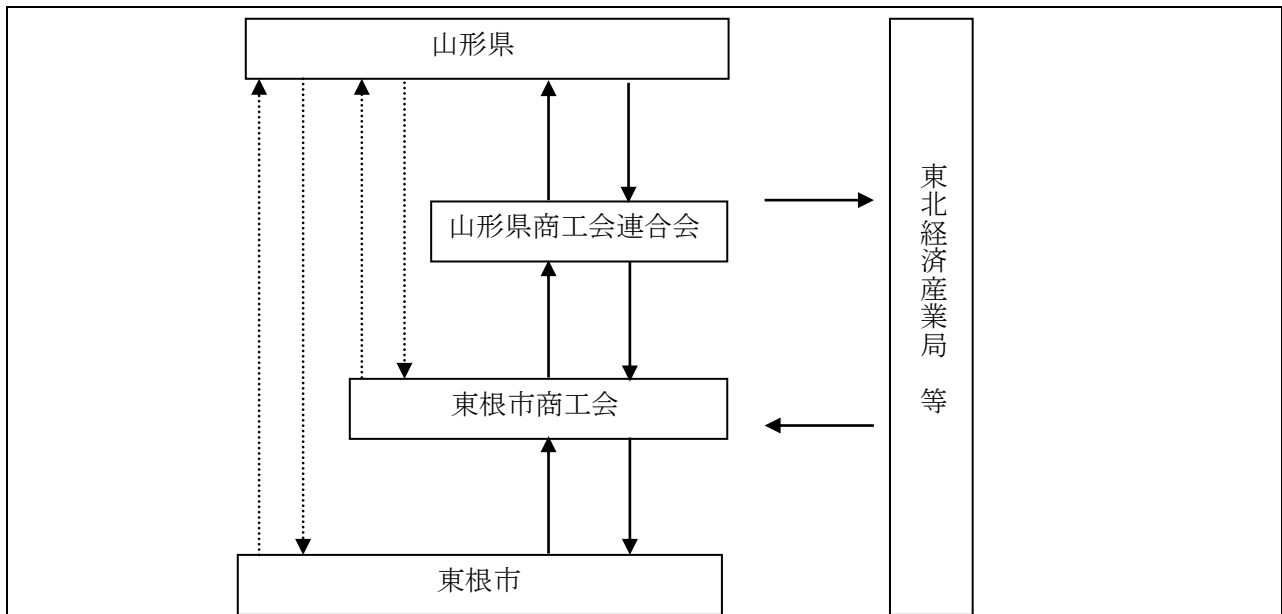 山形県
山形県商工会連合会
東根市商工会
東根市
東北経済産業局　等